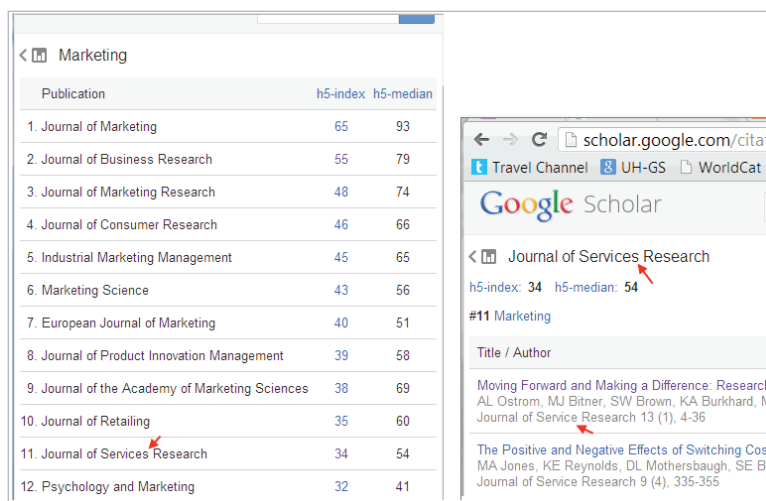 Marketing
Publication h5-index h5-median
1. Journal of Marketing 65 93
2. Journal of Business Research 55 79
3. Journal of Marketing Research 48 74
4. Journal of Consumer Research 46 66
5. Industrial Marketing Management 45 65
6. Marketing Science 43 56
7. European Journal of Marketing 40 51
8. Journal of Product Innovation Management 39 58
9. Journal of the Academy of Marketing Sciences 38 69
10. Journal of Retailing 35 60
11. Journal of Services Research 34 54
12. Psychology and Marketing 32 41
scholar.google.com/cita
Travel Channel UH-GS WorldCat
Google Scholar
Journal of Services Research
h5-index: 34 h5-median: 54
#11 Marketing
Title / Author
Moving Forward and Making a Difference: Research
AL Ostrom, MJ Bitner, SW Brown, KA Burkhard, M
Journal of Service Research 13 (1), 4-36
The Positive and Negative Effects of Switching Cos
MA Jones, KE Reynolds, DL Mothersbaugh, SE B
Journal of Service Research 9 (4), 335-355